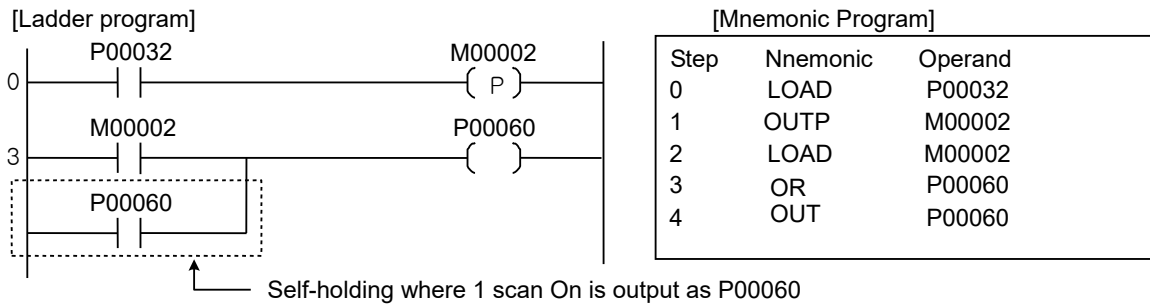 [Ladder program]
P00032 M00002
0 ( P )
M00002 P00060
3 ( )
P00060
Self-holding where 1 scan On is output as P00060
[Mnemonic Program]
Step Nnemonic Operand
0 LOAD P00032
1 OUTP M00002
2 LOAD M00002
3 OR P00060
4 OUT P00060